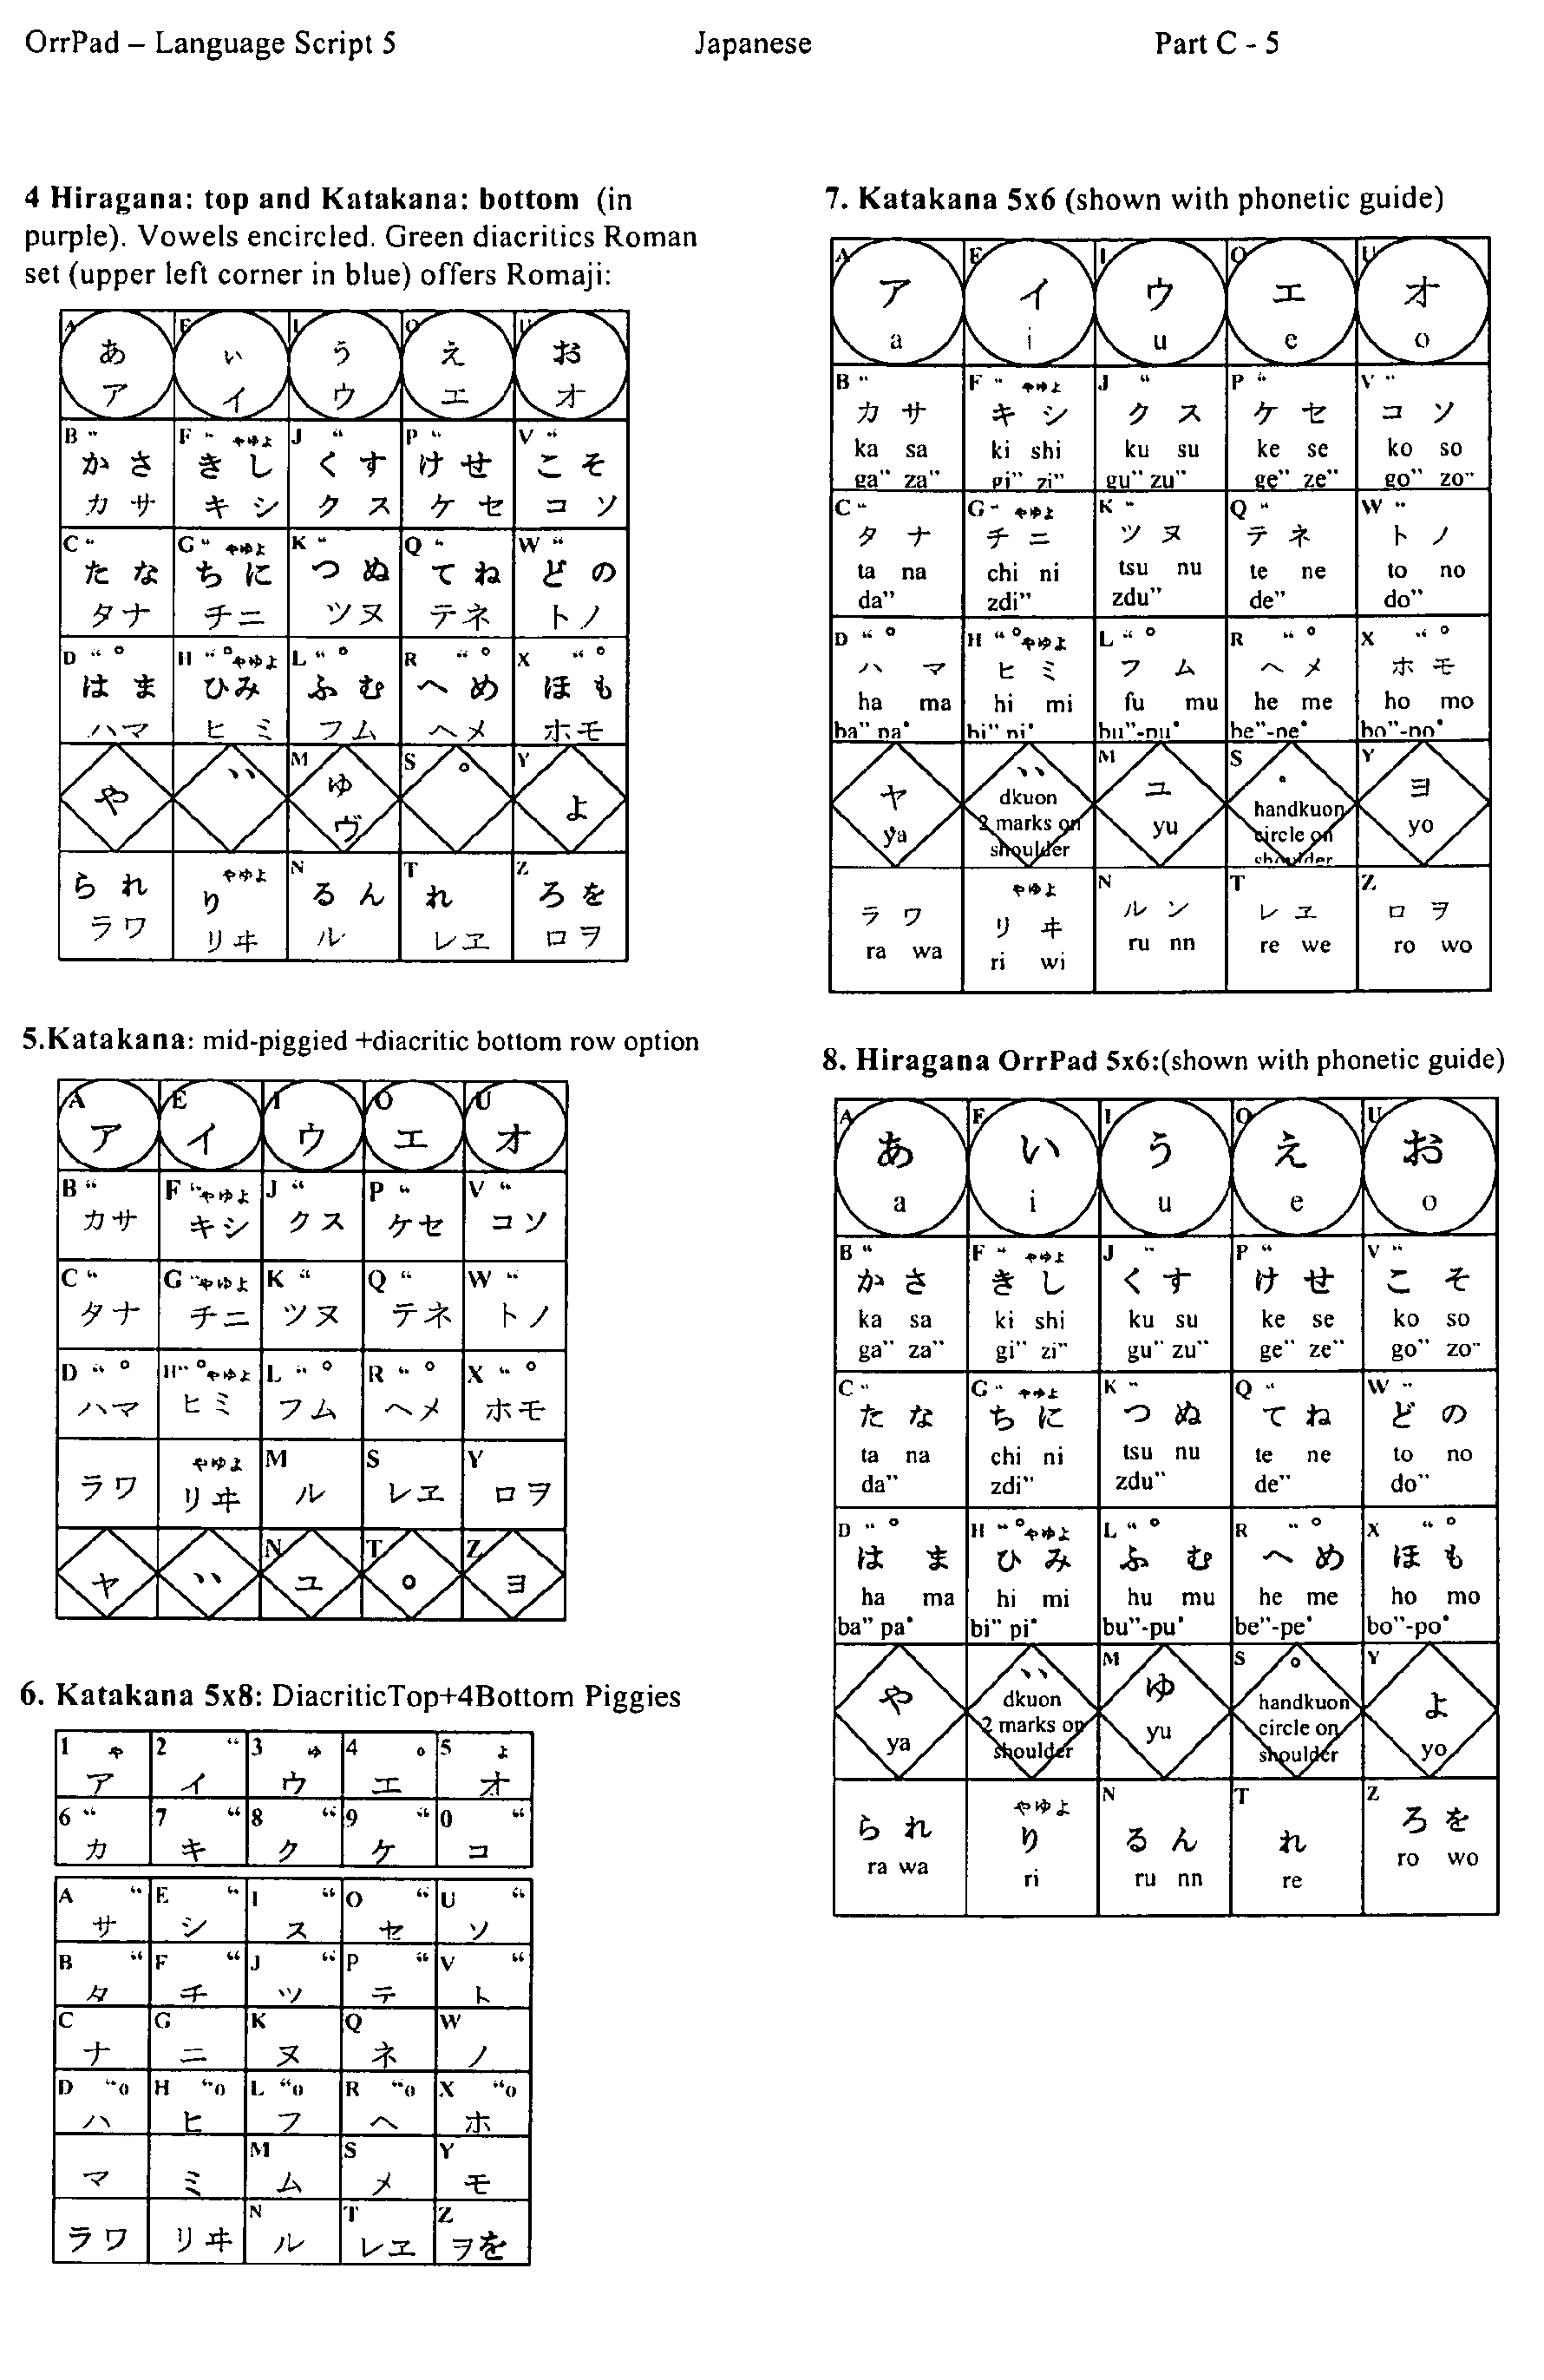 OrrPad – Language Script 5 Japanese Part C - 5
4 Hiragana: top and Katakana: bottom (in
purple). Vowels encircled. Green diacritics Roman
set (upper left corner in blue) offers Romaji:
A E I O U
あ い う え お
ア イ ウ エ オ
B “ F “ ゃゅょ J “ P “ V “
か さ き し く す け せ こ そ
カ サ キ シ ク ス ケ セ コ ソ
C “ G “ ゃゅょ K “ Q “ W “
た な ち に つ ぬ て ね ど の
タ ナ チ ニ ツ ヌ テ ネ ト ノ
D “ ° H “ ° ゃゅょ L “ ° R “ ° X “ °
は ま ひ み ふ む へ め ほ も
ハ マ ヒ ミ フ ム ヘ メ ホ モ
M S Y
や ヽヽ ゆ ° よ
ヴ
ゃゅょ N T Z
ら れ り る ん れ ろ を
ラ ワ リ ヰ ル レ ヱ ロ ヲ
5.Katakana: mid-piggied +diacritic bottom row option
A E I O U
ア イ ウ エ オ
B “ F “ ゃゅょ J “ P “ V “
カ サ キ シ ク ス ケ セ コ ソ
C “ G “ ゃゅょ K “ Q “ W “
タ ナ チ ニ ツ ヌ テ ネ ト ノ
D “ ° H “ ° ゃゅょ L “ ° R “ ° X “ °
ハ マ ヒ ミ フ ム ヘ メ ホ モ
ゃゅょ M S Y
ラ ワ リ ヰ ル レ ヱ ロ ヲ
N T Z
ヤ ヽヽ ユ ° ヨ
6. Katakana 5x8: DiacriticTop+4Bottom Piggies
1 ゃ 2 “ 3 ゅ 4 ° 5 ょ
ア イ ウ エ オ
6 “ 7 “ 8 “ 9 “ 0 “
カ キ ク ケ コ
A “ E “ I “ O “ U “
サ シ ス セ ソ
B “ F “ J “ P “ V “
タ チ ツ テ ト
C G K Q W
ナ ニ ヌ ネ ノ
D “o H “o L “o R “o X “o
ハ ヒ フ ヘ ホ
M S Y
マ ミ ム メ モ
N T Z
ラ ワ リ ヰ ル レ ヱ ヲ を
7. Katakana 5x6 (shown with phonetic guide)
A E I O U
ア イ ウ エ オ
a i u e o
B “ F “ ゃゅょ J “ P “ V “
カ サ キ シ ク ス ケ セ コ ソ
ka sa ki shi ku su ke se ko so
ga” za” gi” zi” gu” zu” ge” ze” go” zo”
C “ G “ ゃゅょ K “ Q “ W “
タ ナ チ ニ ツ ヌ テ ネ ト ノ
ta na chi ni tsu nu te ne to no
da” zdi” zdu” de” do”
D “ ° H “ ° ゃゅょ L “ ° R “ ° X “ °
ハ マ ヒ ミ フ ム ヘ メ ホ モ
ha ma hi mi fu mu he me ho mo
M S Y
ヤ ヽヽ ユ ° ヨ
ya dkuon yu handkuon yo
2 marks on circle on
shoulder shoulder
ゃゅょ N T Z
ラ ワ リ ヰ ル ン レ ヱ ロ ヲ
ra wa ri wi ru nn re we ro wo
8. Hiragana OrrPad 5x6:(shown with phonetic guide)
A E I O U
あ い う え お
a i u e o
B “ F “ ゃゅょ J “ P “ V “
か さ き し く す け せ こ そ
ka sa ki shi ku su ke se ko so
ga” za” gi” zi” gu” zu” ge” ze” go” zo”
C “ G “ ゃゅょ K “ Q “ W “
た な ち に つ ぬ て ね ど の
ta na chi ni tsu nu te ne to no
da” zdi” zdu” de” do”
D “ ° H “ ° ゃゅょ L “ ° R “ ° X “ °
は ま ひ み ふ む へ め ほ も
ha ma hi mi hu mu he me ho mo
ba” pa° bi” pi° bu”-pu° be”-pe° bo”-po°
M S Y
や ヽヽ ゆ ° よ
ya dkuon yu handkuon yo
2 marks on circle on
shoulder shoulder
ゃゅょ N T Z
ら れ り る ん れ ろ を
ra wa ri ru nn re ro wo